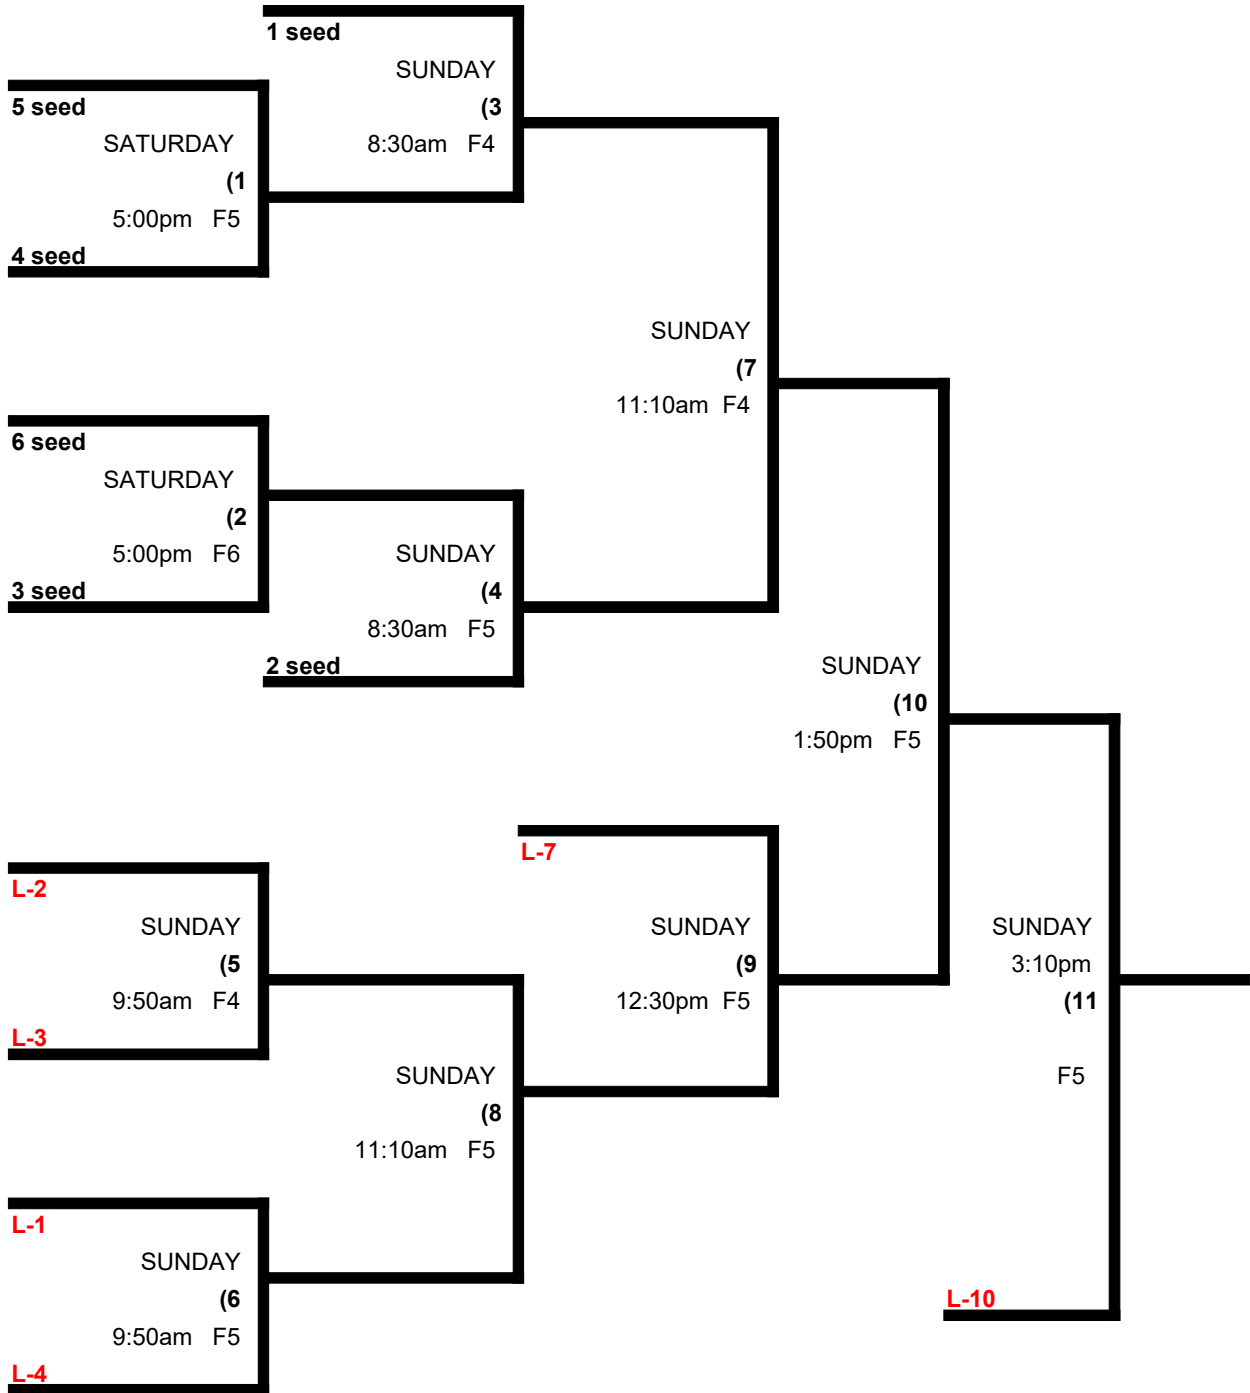 1 seed
SUNDAY
(3
8:30am F4
5 seed
SATURDAY
(1
5:00pm F5
4 seed
SUNDAY
(7
11:10am F4
6 seed
SATURDAY
(2
5:00pm F6
3 seed
SUNDAY
(4
8:30am F5
2 seed
SUNDAY
(10
1:50pm F5
L-7
L-2
SUNDAY
(5
9:50am F4
L-3
SUNDAY
(9
12:30pm F5
SUNDAY
3:10pm
(11
F5
SUNDAY
(8
11:10am F5
L-1
SUNDAY
(6
9:50am F5
L-4
L-10